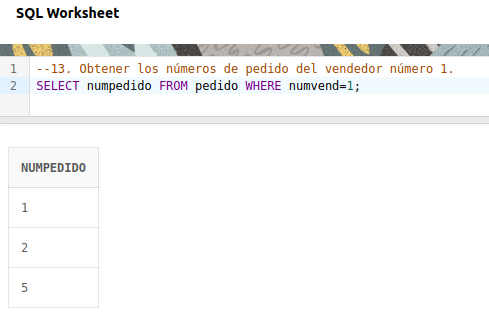 SQL Worksheet
1 --13. Obtener los números de pedido del vendedor número 1.
2 SELECT numpedido FROM pedido WHERE numvend=1;
NUMPEDIDO
1
2
5